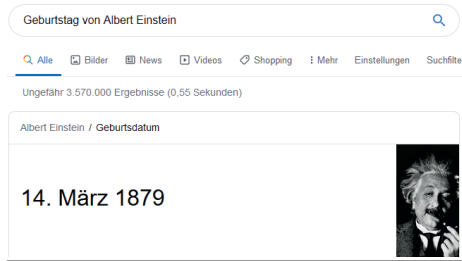 Geburtstag von Albert Einstein
Alle Bilder News Videos Shopping Mehr Einstellungen Suchfilte
Ungefähr 3.570.000 Ergebnisse (0,55 Sekunden)
Albert Einstein / Geburtsdatum
14. März 1879